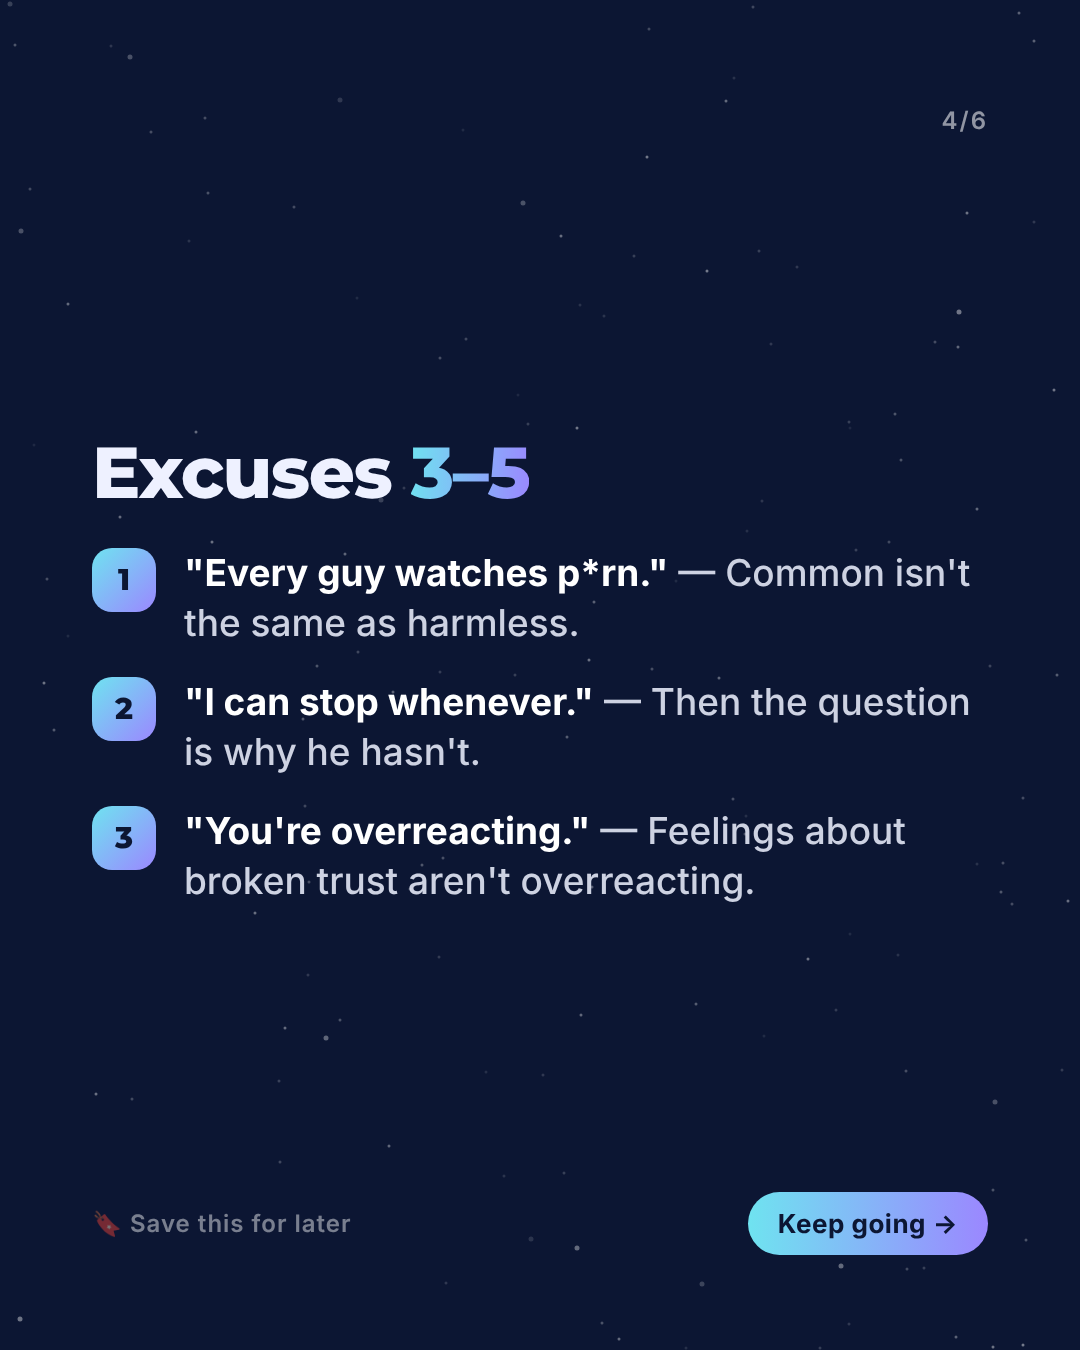 4/6
Excuses 3–5
1
"Every guy watches p*rn." — Common isn't
the same as harmless.
2
"I can stop whenever." — Then the question
is why he hasn't.
3
"You're overreacting." — Feelings about
broken trust aren't overreacting.
🔖 Save this for later
Keep going →